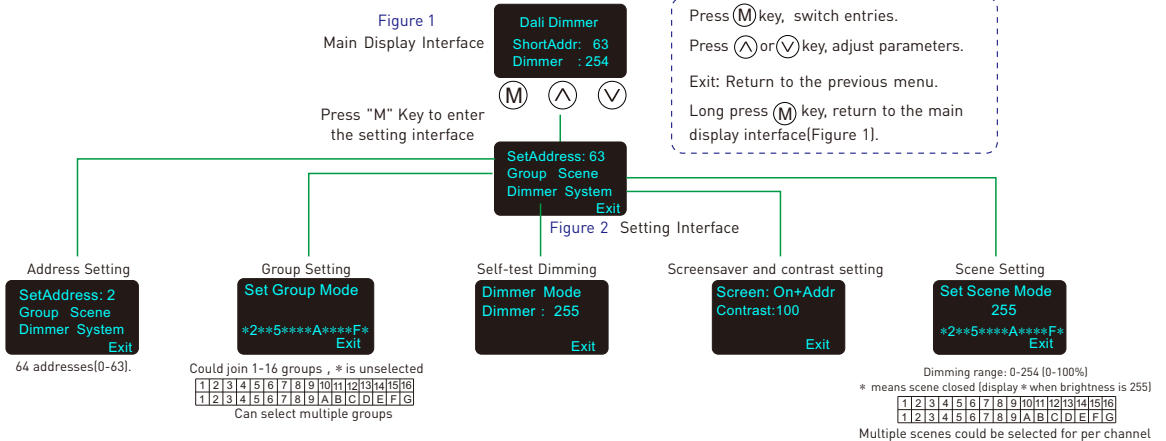 Figure 1
Main Display Interface
Dali Dimmer
ShortAddr: 63
Dimmer : 254
M
Press M key, switch entries.
Press ∧ or ∨ key, adjust parameters.
Exit: Return to the previous menu.
Long press M key, return to the main
display interface(Figure 1).
Press "M" Key to enter
the setting interface
SetAddress: 63
Group Scene
Dimmer System
Exit
Figure 2 Setting Interface
Address Setting
SetAddress: 2
Group Scene
Dimmer System
Exit
64 addresses(0-63).
Group Setting
Set Group Mode
*2**5****A****F*
Exit
Could join 1-16 groups , * is unselected
1 2 3 4 5 6 7 8 9 10 11 12 13 14 15 16
1 2 3 4 5 6 7 8 9 A B C D E F G
Can select multiple groups
Self-test Dimming
Dimmer Mode
Dimmer : 255
Exit
Screensaver and contrast setting
Screen: On+Addr
Contrast:100
Exit
Scene Setting
Set Scene Mode
255
*2**5****A****F*
Exit
Dimming range: 0-254 (0-100%)
* means scene closed (display * when brightness is 255)
1 2 3 4 5 6 7 8 9 10 11 12 13 14 15 16
1 2 3 4 5 6 7 8 9 A B C D E F G
Multiple scenes could be selected for per channel